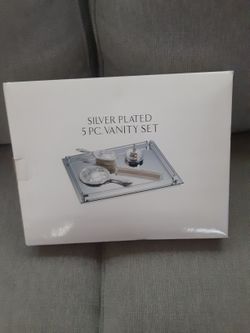 SILVER PLATED
5 PC. VANITY SET